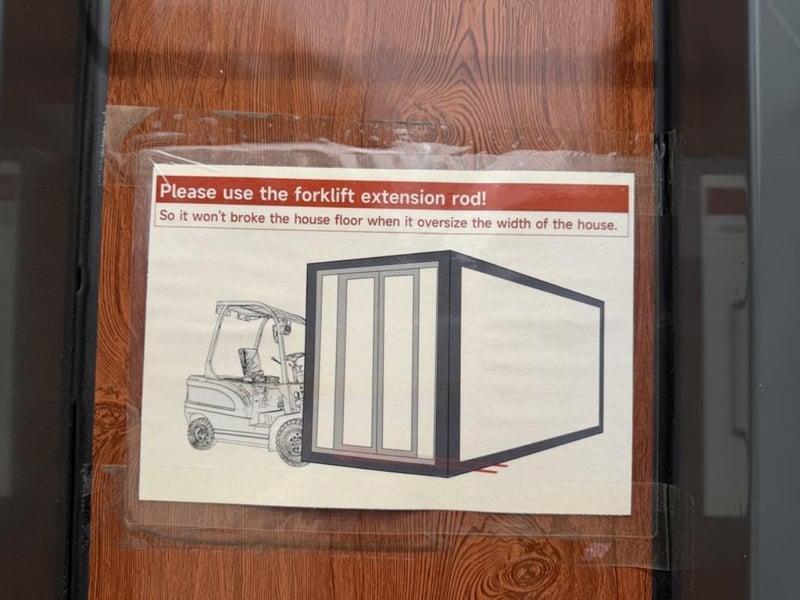 Please use the forklift extension rod!
So it won't broke the house floor when it oversize the width of the house.